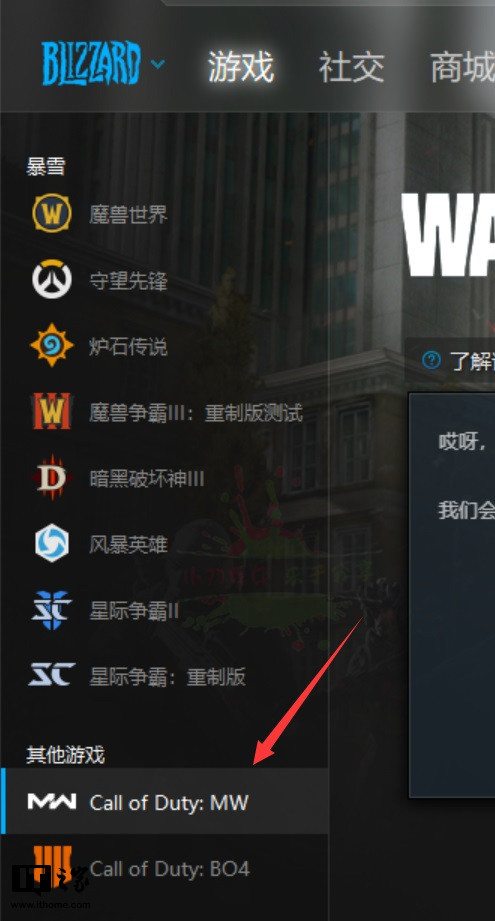 BLIZZARD
游戏
社交
商城
暴雪
魔兽世界
守望先锋
炉石传说
魔兽争霸III：重制版测试
暗黑破坏神III
风暴英雄
星际争霸II
星际争霸：重制版
其他游戏
Call of Duty: MW
Call of Duty: BO4
WA
了解
哎呀，
我们会
IT之家
www.ithome.com